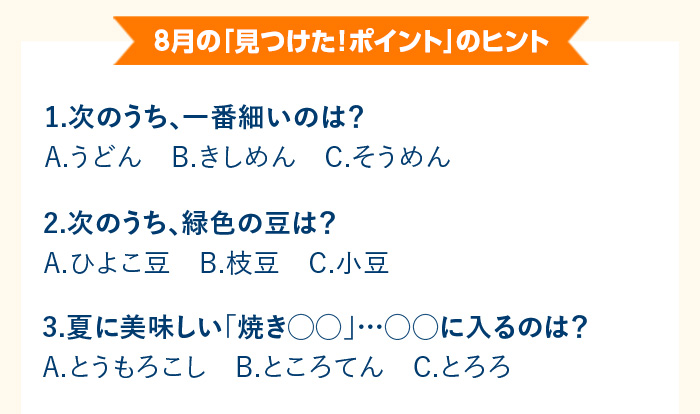 8月の「見つけた!ポイント」のヒント
1.次のうち、一番細いのは?
A.うどん　B.きしめん　C.そうめん
2.次のうち、緑色の豆は?
A.ひよこ豆　B.枝豆　C.小豆
3.夏に美味しい「焼き◯◯」…◯◯に入るのは?
A.とうもろこし　B.ところてん　C.とろろ